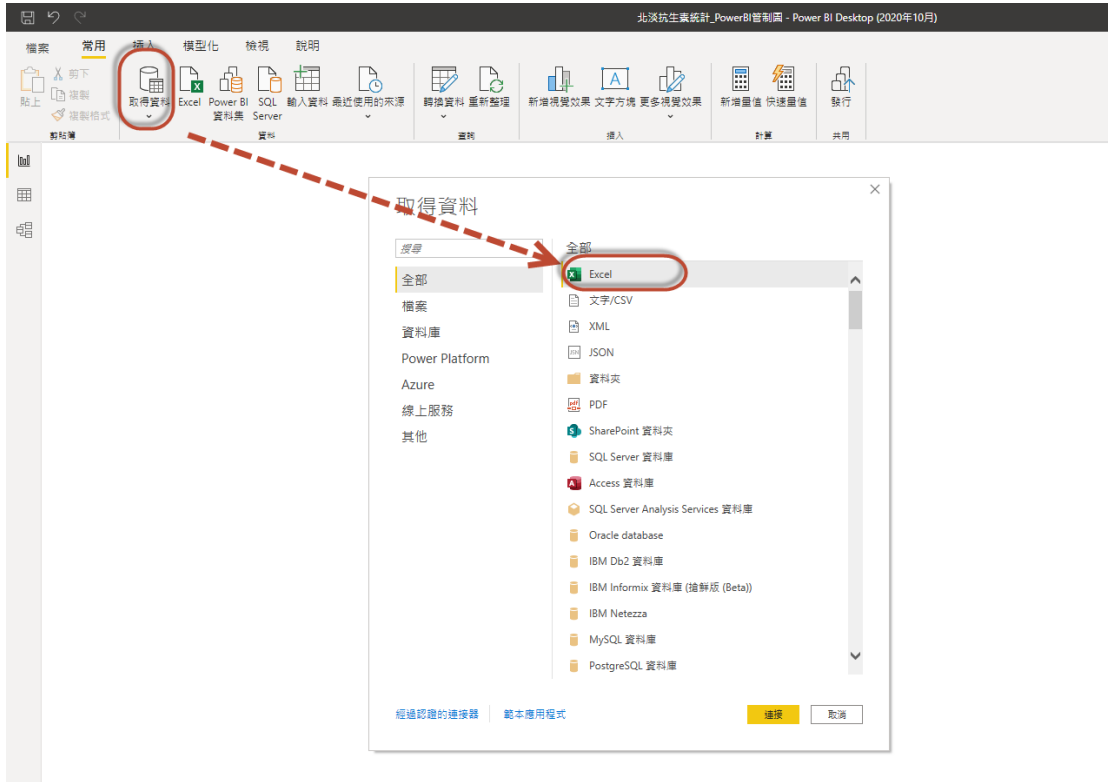 北淡抗生素統計_PowerBI管制圖 - Power BI Desktop (2020年10月)
檔案 常用 插入 模型化 檢視 說明
貼上
剪下
複製
複製格式
剪貼簿
取得資料 Excel Power BI 資料集 SQL Server 輸入資料 最近使用的來源
資料
轉換資料 重新整理
查詢
新增視覺效果 文字方塊 更多視覺效果
插入
新增量值 快速量值
計算
發行
共用
取得資料
搜尋
全部
檔案
資料庫
Power Platform
Azure
線上服務
其他
全部
Excel
文字/CSV
XML
JSON
資料夾
PDF
SharePoint 資料夾
SQL Server 資料庫
Access 資料庫
SQL Server Analysis Services 資料庫
Oracle database
IBM Db2 資料庫
IBM Informix 資料庫 (搶鮮版 (Beta))
IBM Netezza
MySQL 資料庫
PostgreSQL 資料庫
經過認證的連接器 範本應用程式
連接 取消